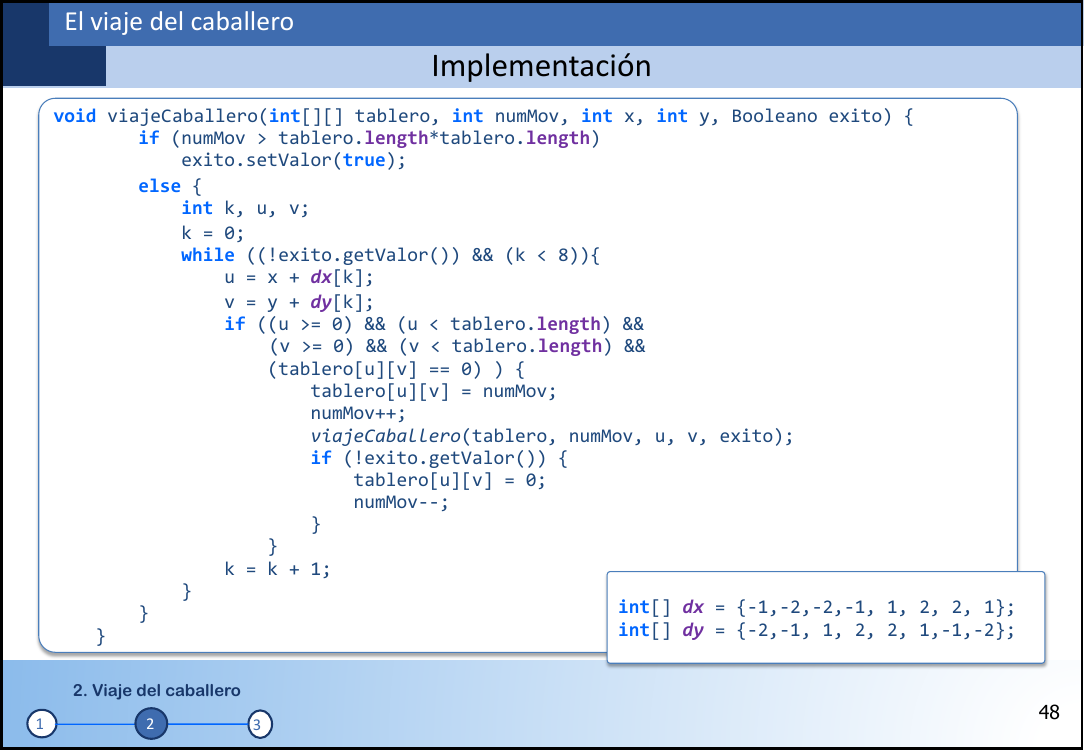 El viaje del caballero
Implementación
void viajeCaballero(int[][] tablero, int numMov, int x, int y, Booleano exito) {
if (numMov > tablero.length*tablero.length)
exito.setValor(true);
else {
int k, u, v;
k = 0;
while ((!exito.getValor()) && (k < 8)){
u = x + dx[k];
v = y + dy[k];
if ((u >= 0) && (u < tablero.length) &&
(v >= 0) && (v < tablero.length) &&
(tablero[u][v] == 0) ) {
tablero[u][v] = numMov;
numMov++;
viajeCaballero(tablero, numMov, u, v, exito);
if (!exito.getValor()) {
tablero[u][v] = 0;
numMov--;
}
}
k = k + 1;
}
}
}
int[] dx = {-1,-2,-2,-1, 1, 2, 2, 1};
int[] dy = {-2,-1, 1, 2, 2, 1,-1,-2};
2. Viaje del caballero
1 2 3
48